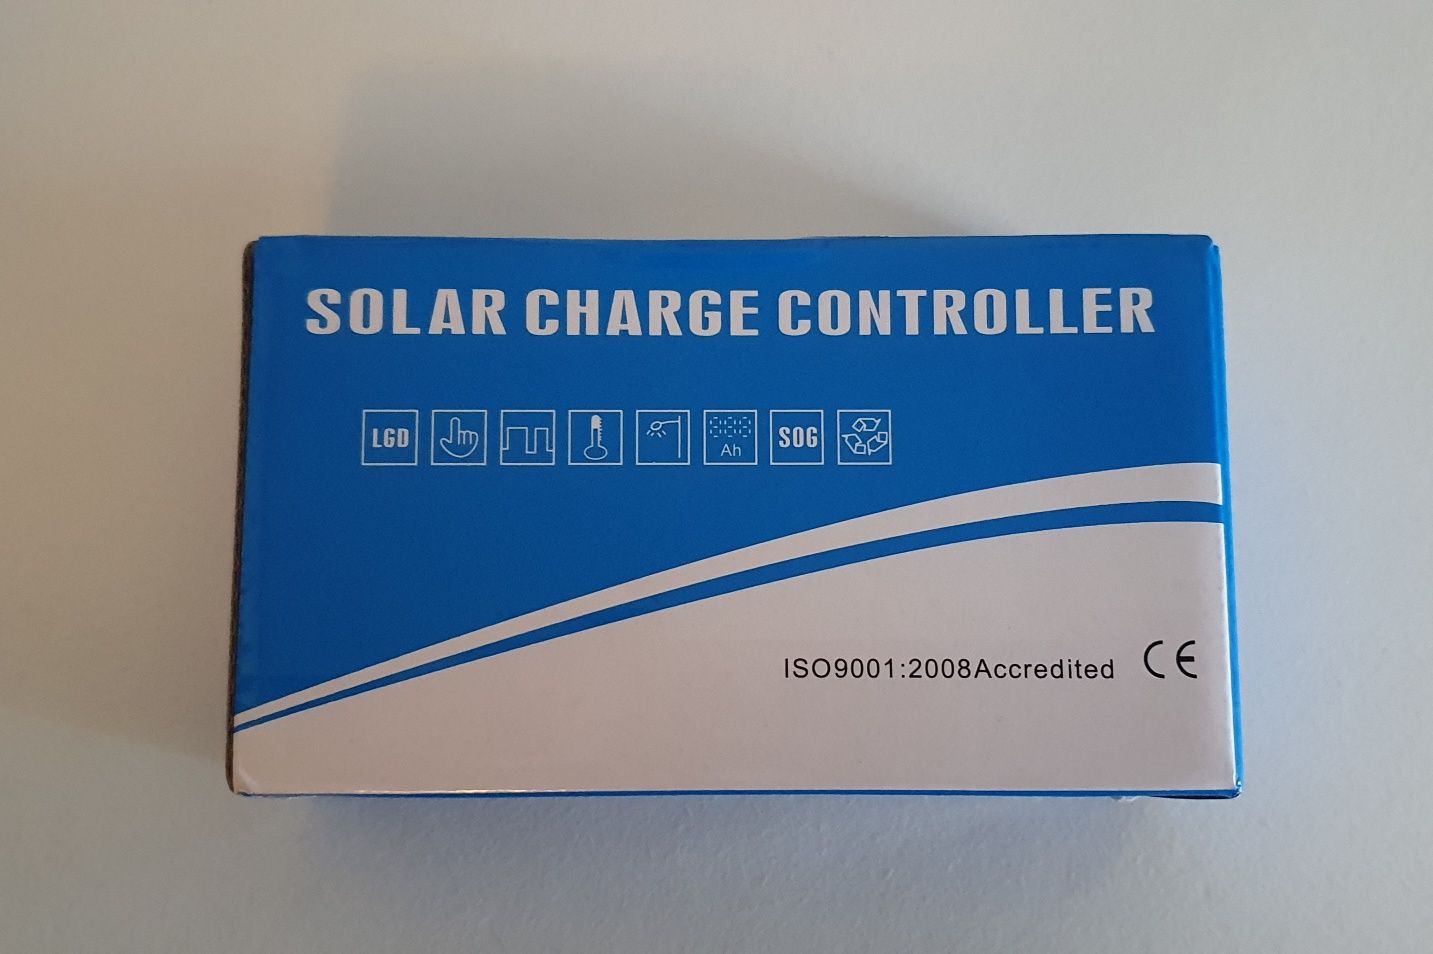 SOLAR CHARGE CONTROLLER
LGD
Ah
SOG
ISO9001:2008Accredited CE